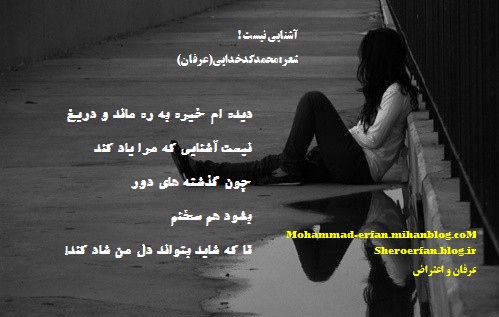 آشنایی نیست !
شعر:محمدکدخدایی(عرفان)
دیده ام خیره به ره ماند و دریغ
نیست آشنایی که مرا یاد کند
چون گذشته های دور
بشود هم سخنم
تا که شاید بتواند دل من شاد کند!
Mohammad-erfan.mihanblog.coM
Sheroerfan.blog.ir
عرفان و اعتراض